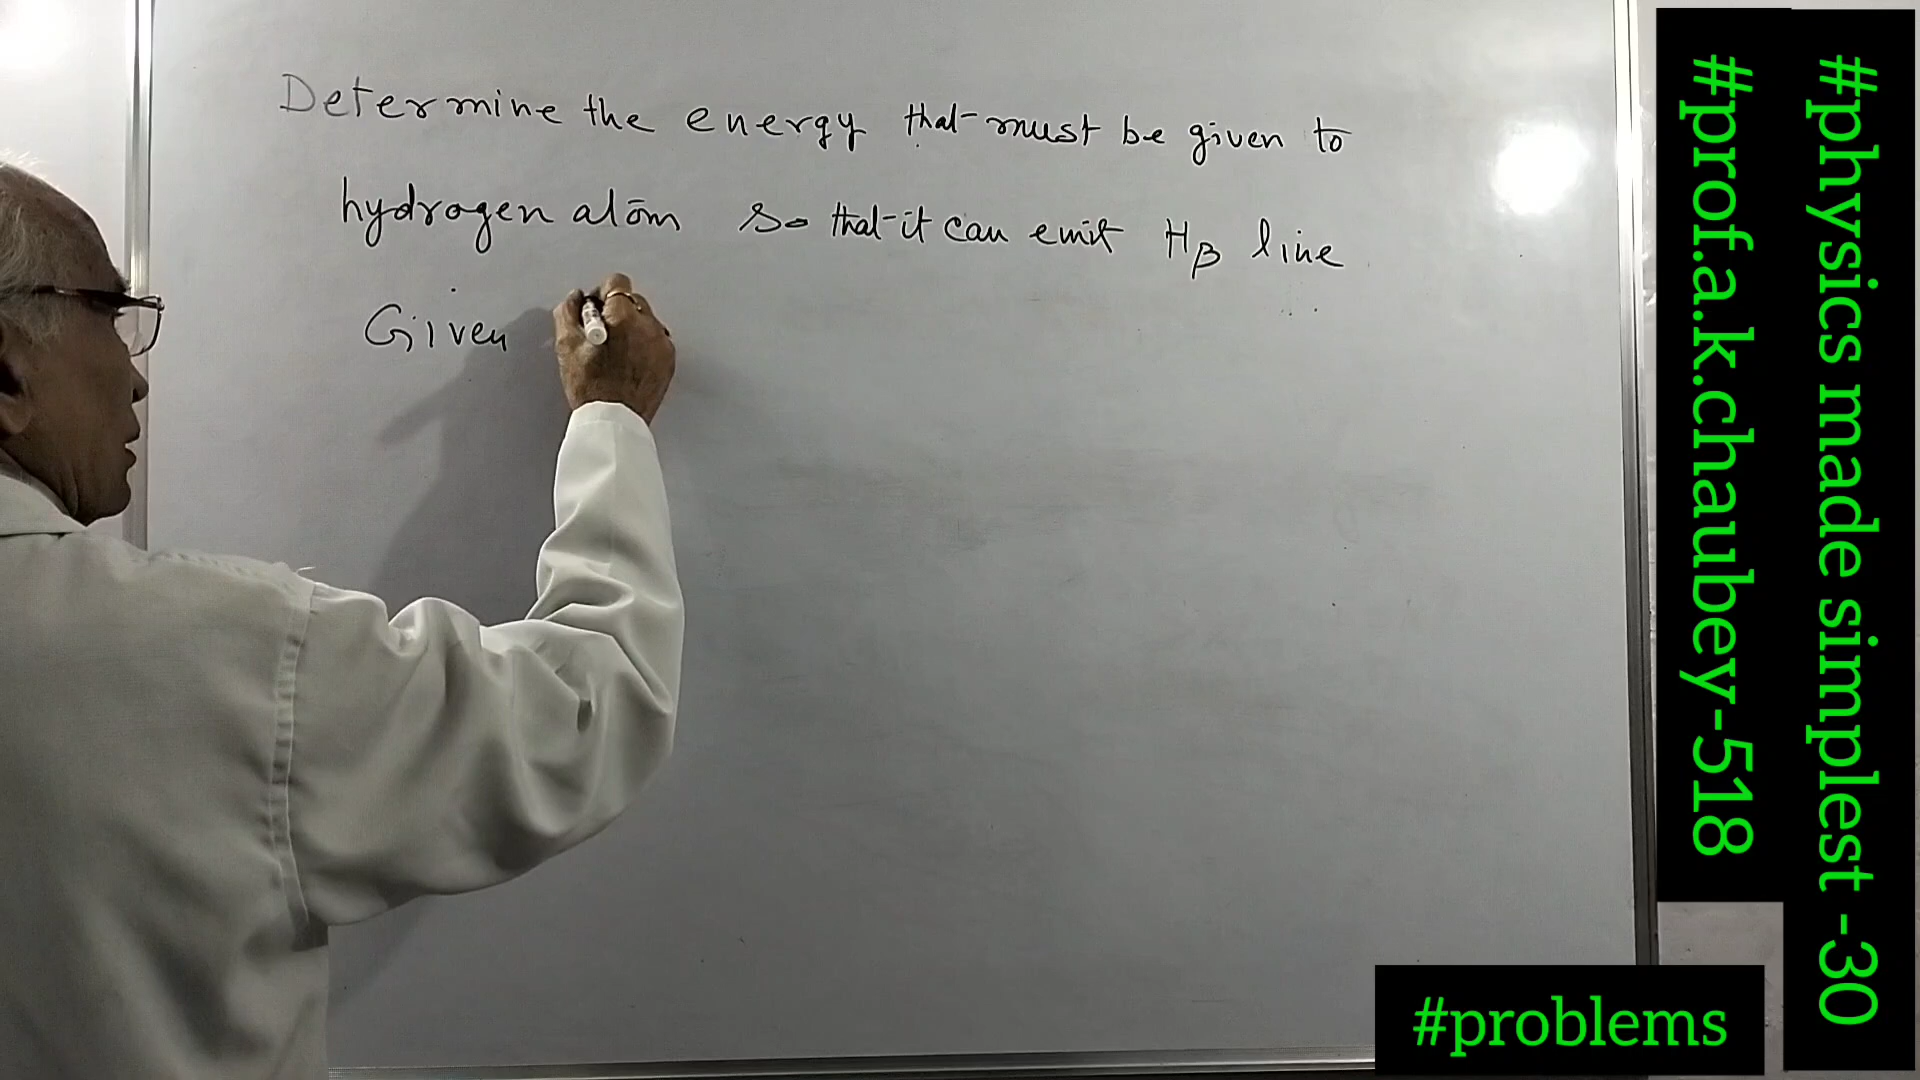 Determine the energy that must be given to
hydrogen atom so that it can emit Hβ line
Given
#prof.a.k.chaubey-518
#physics made simplest -30
#problems